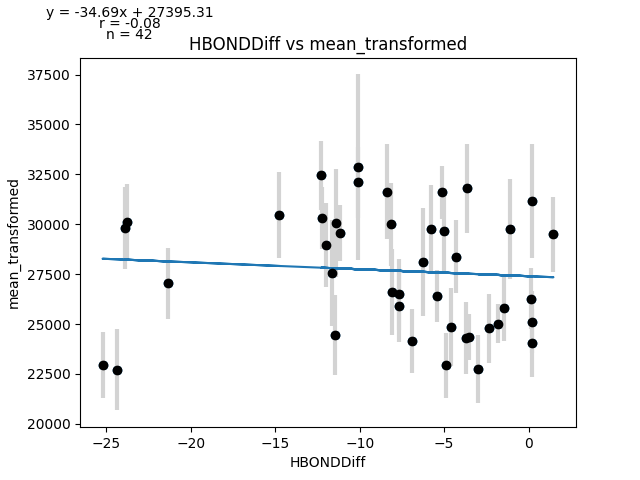 y = -34.69x + 27395.31
r = -0.08
n = 42
HBONDDiff vs mean_transformed
37500
35000
32500
30000
27500
25000
22500
20000
mean_transformed
−25
−20
−15
−10
−5
0
HBONDDiff